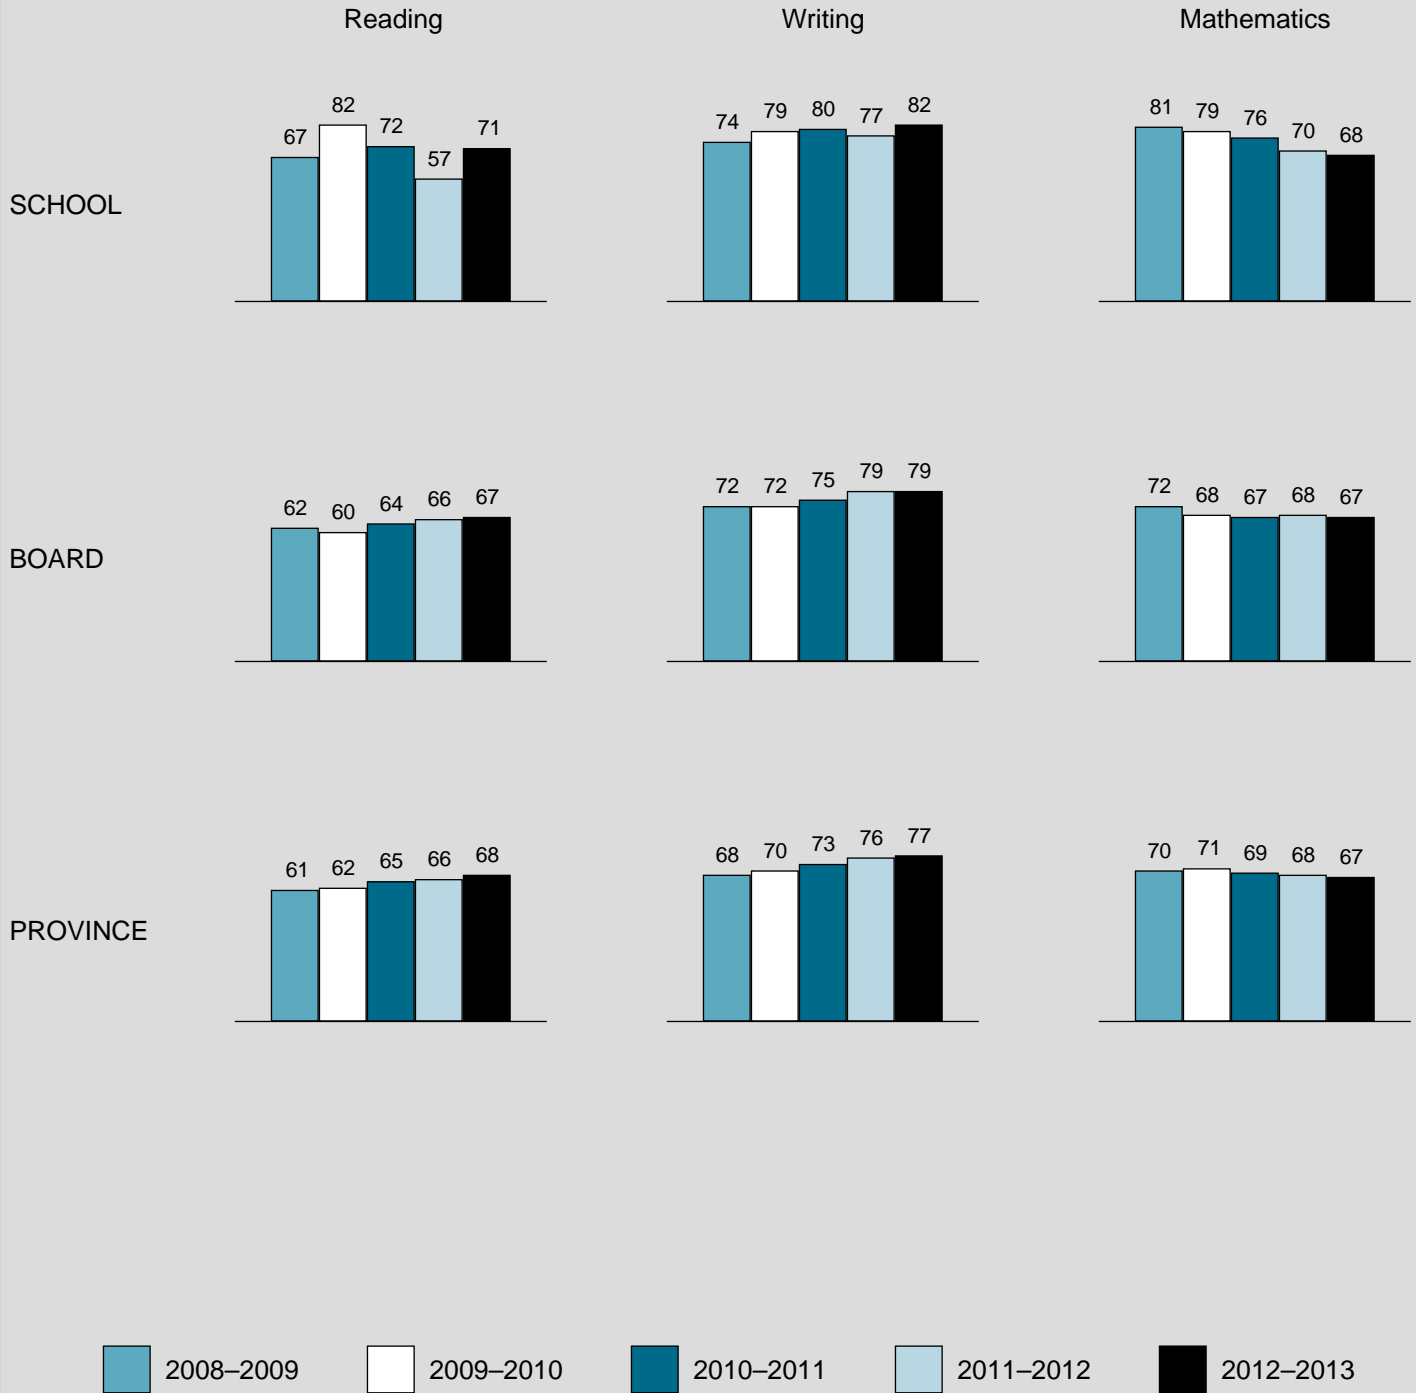 Reading Writing Mathematics
SCHOOL
67 82 72 57 71
74 79 80 77 82
81 79 76 70 68
BOARD
62 60 64 66 67
72 72 75 79 79
72 68 67 68 67
PROVINCE
61 62 65 66 68
68 70 73 76 77
70 71 69 68 67
2008–2009 2009–2010 2010–2011 2011–2012 2012–2013